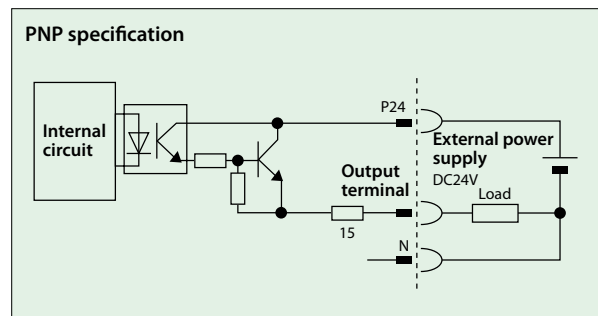 PNP specification
P24
Internal
circuit
External power
supply
DC24V
Output
terminal
Load
15
N